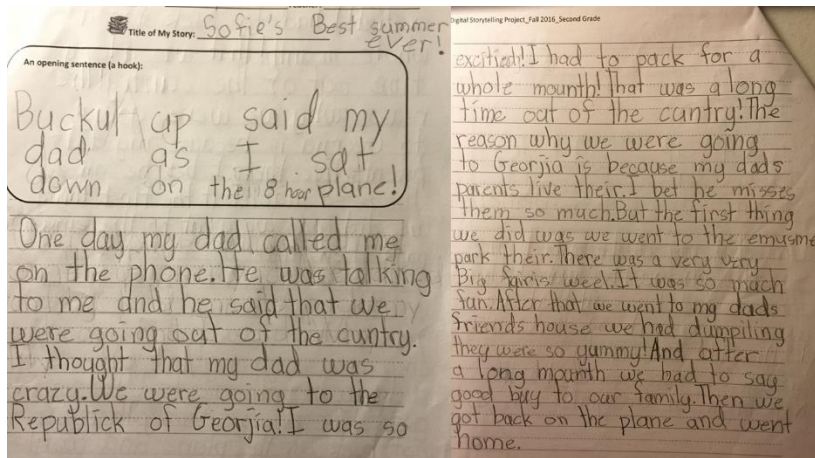 Title of My Story: Sofie's Best summer
ever!
An opening sentence (a hook):
Buckul up said my
dad as I sat
down on the 8 hour plane!
One day my dad called me
on the phone.He was talking
to me and he said that we
were going out of the cuntry.
I thought that my dad was
crazy.We were going to the
Republick of Georjia!I was so
Digital Storytelling Project_Fall 2016_Second Grade
excitied!I had to pack for a
whole mounth!That was a long
time out of the cuntry!The
reason why we were going
to Georjia is because my dads
parents live their.I bet he misses
them so much.But the first thing
we did was we went to the emusme
park their.There was a very very
Big fairis weel.It was so much
fun.After that we went to my dads
friends house we had dumpiling
they were so yummy!And after
a long mounth we had to say
good buy to our family.Then we
got back on the plane and went
home.